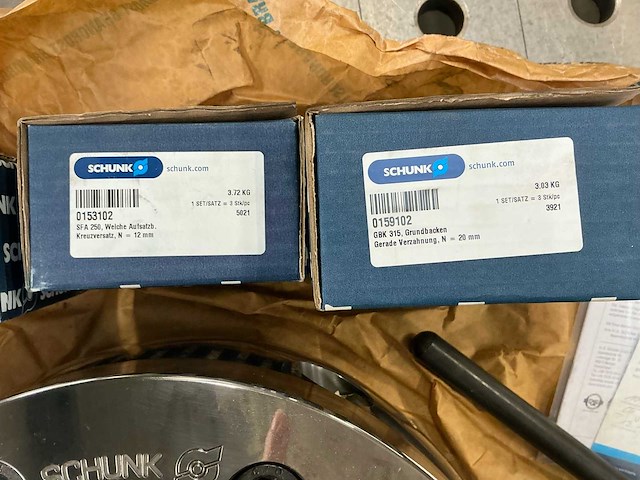 SCHUNK
schunk.com
3.72 KG
1 SET/SATZ = 3 Stk/pc
5021
0153102
SFA 250, Weiche Aufsatzb.
Kreuzversatz, N = 12 mm
SCHUNK
schunk.com
3.03 KG
1 SET/SATZ = 3 Stk/pc
3921
0159102
GBK 315, Grundbacken
Gerade Verzahnung, N = 20 mm
SCHUNK